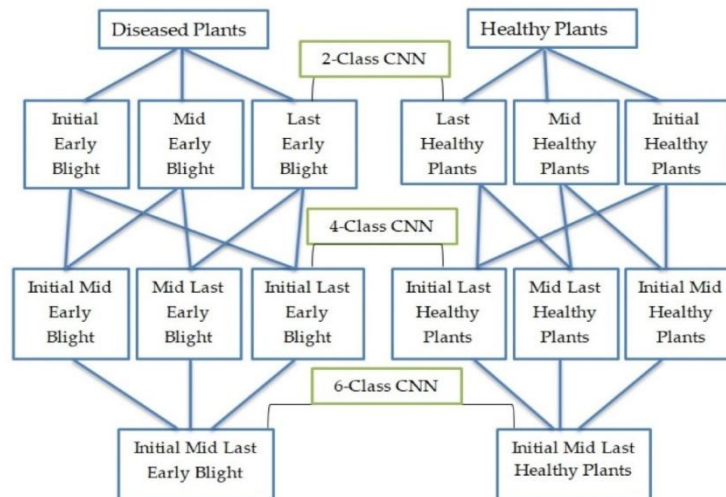 Diseased Plants
Healthy Plants
2-Class CNN
Initial
Early
Blight
Mid
Early
Blight
Last
Early
Blight
Last
Healthy
Plants
Mid
Healthy
Plants
Initial
Healthy
Plants
4-Class CNN
Initial Mid
Early
Blight
Mid Last
Early
Blight
Initial Last
Early
Blight
Initial Last
Healthy
Plants
Mid Last
Healthy
Plants
Initial Mid
Healthy
Plants
6-Class CNN
Initial Mid Last
Early Blight
Initial Mid Last
Healthy Plants